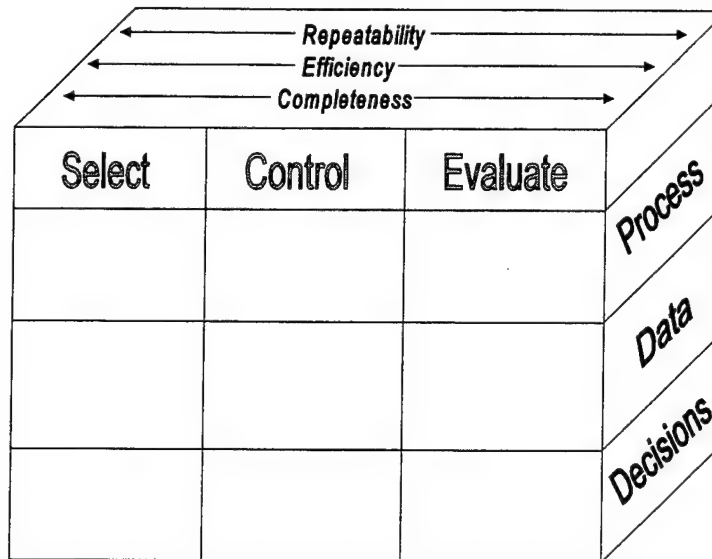 Repeatability
Efficiency
Completeness
Select Control Evaluate
Process
Data
Decisions